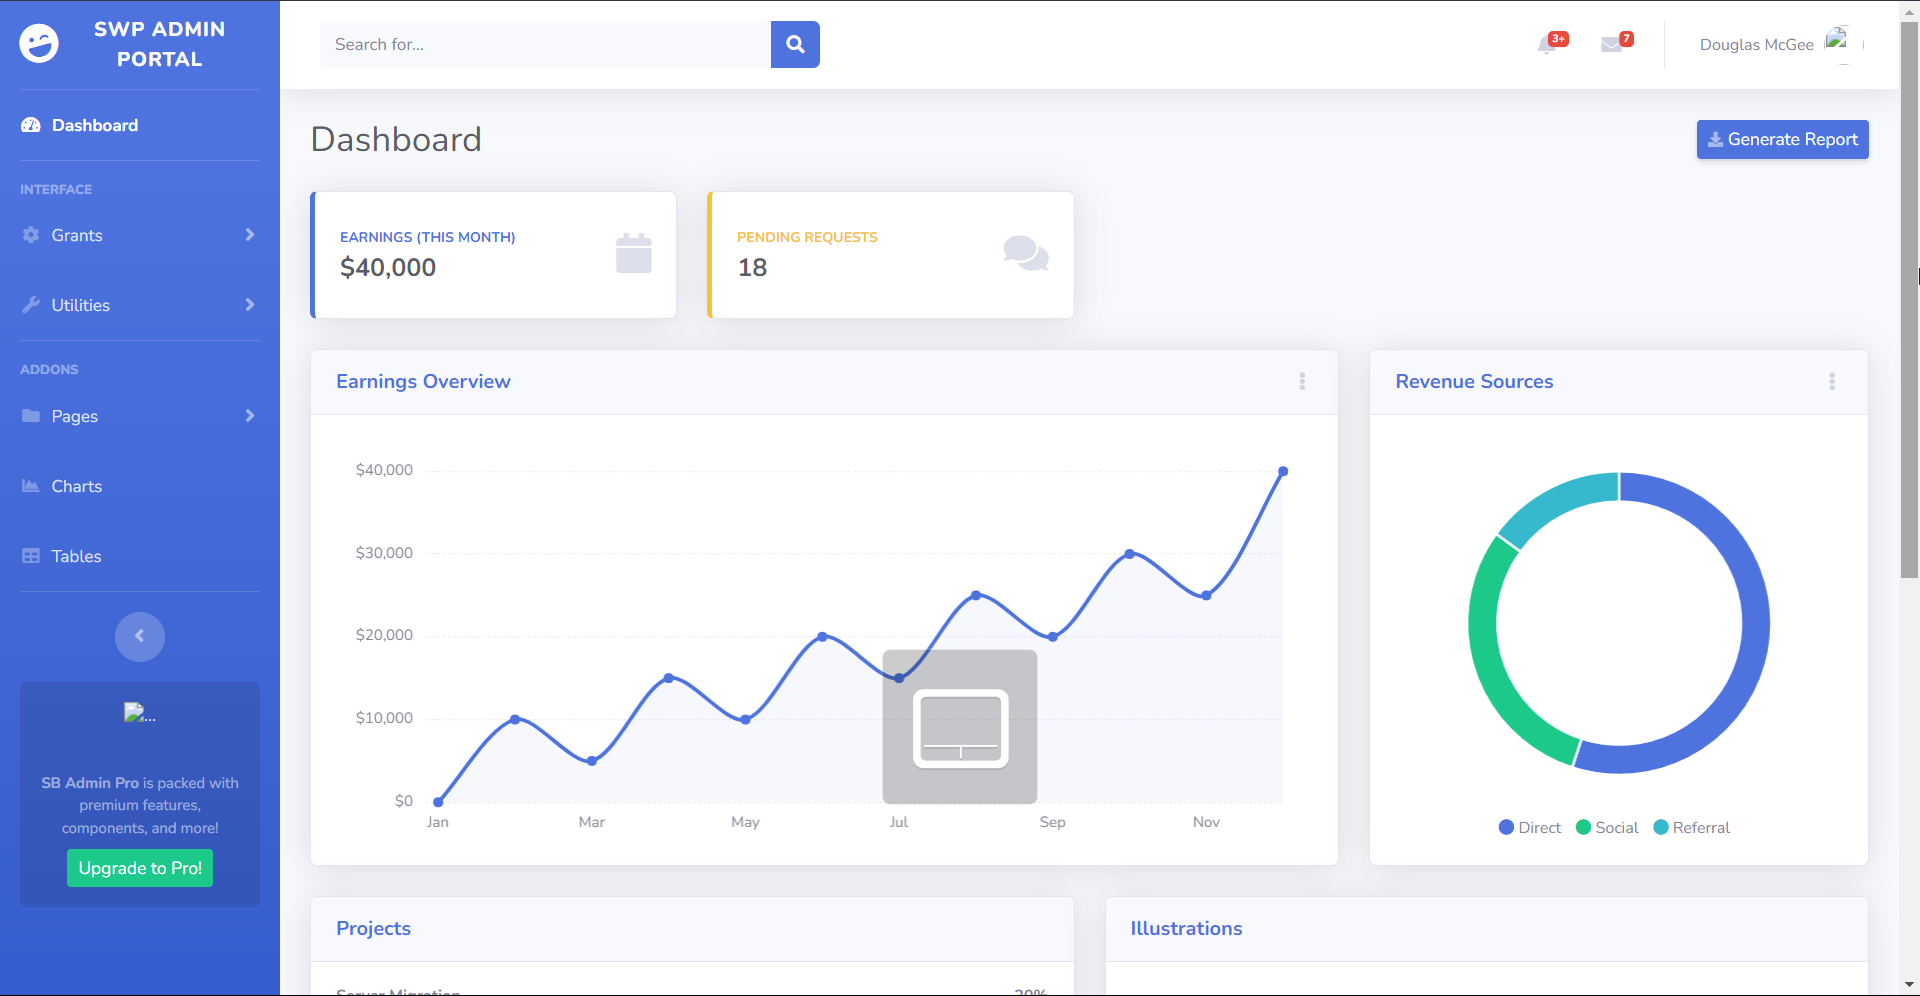 SWP ADMIN
PORTAL
Search for...
3+
7
Douglas McGee
Dashboard
INTERFACE
Grants
Utilities
ADDONS
Pages
Charts
Tables
...
SB Admin Pro is packed with
premium features,
components, and more!
Upgrade to Pro!
Dashboard
Generate Report
EARNINGS (THIS MONTH)
$40,000
PENDING REQUESTS
18
Earnings Overview
$40,000
$30,000
$20,000
$10,000
$0
Jan Mar May Jul Sep Nov
Revenue Sources
Direct Social Referral
Projects
Server Migration 20%
Illustrations